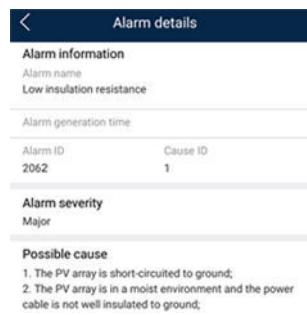 Alarm details
Alarm information
Alarm name
Low insulation resistance
Alarm generation time
Alarm ID Cause ID
2062 1
Alarm severity
Major
Possible cause
1. The PV array is short-circuited to ground;
2. The PV array is in a moist environment and the power
cable is not well insulated to ground;